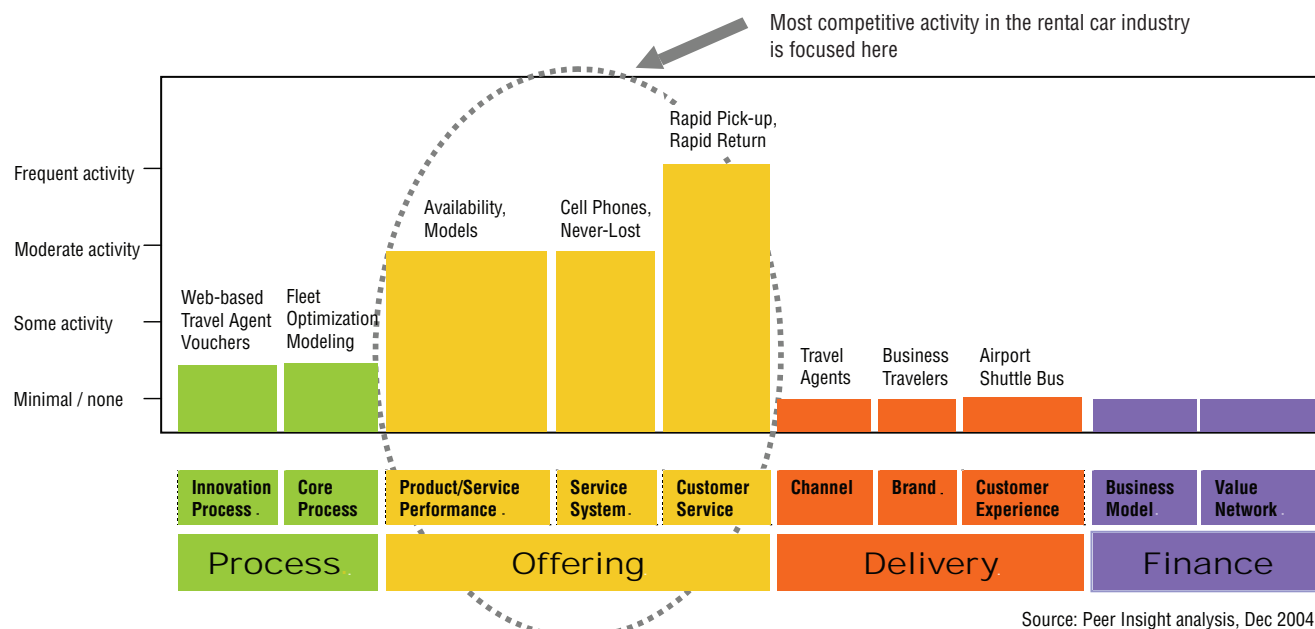 Most competitive activity in the rental car industry
is focused here
Rapid Pick-up,
Rapid Return
Frequent activity
Availability,
Models
Cell Phones,
Never-Lost
Moderate activity
Web-based
Travel Agent
Vouchers
Fleet
Optimization
Modeling
Some activity
Travel
Agents
Business
Travelers
Airport
Shuttle Bus
Minimal / none
Innovation
Process .
Core
Process
Product/Service
Performance .
Service
System .
Customer
Service
Channel
Brand .
Customer
Experience
Business
Model .
Value
Network .
Process .
Offering
Delivery .
Finance
Source: Peer Insight analysis, Dec 2004